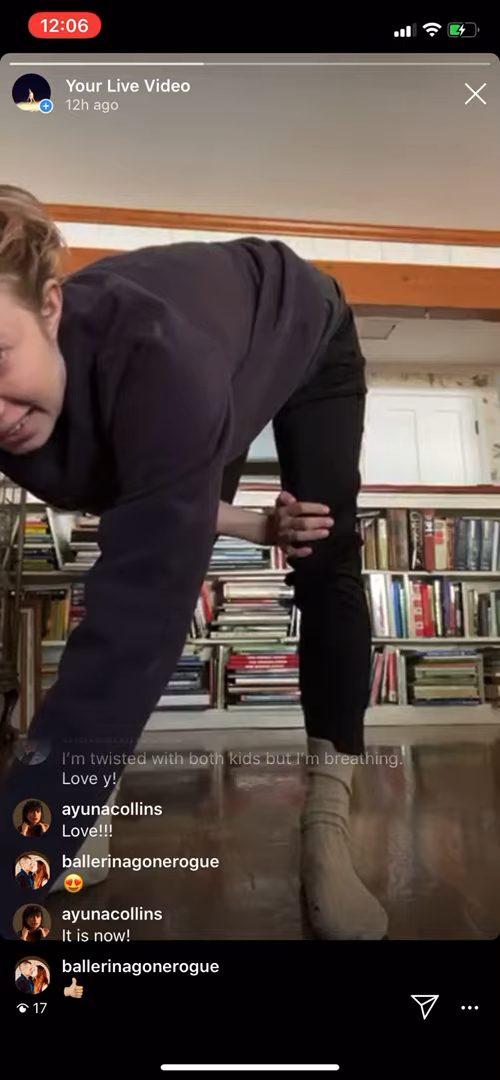 12:06
Your Live Video
12h ago
I'm twisted with both kids but I'm breathing.
Love y!
ayunacollins
Love!!!
ballerinagonerogue
😍
ayunacollins
It is now!
ballerinagonerogue
👍🏼
17